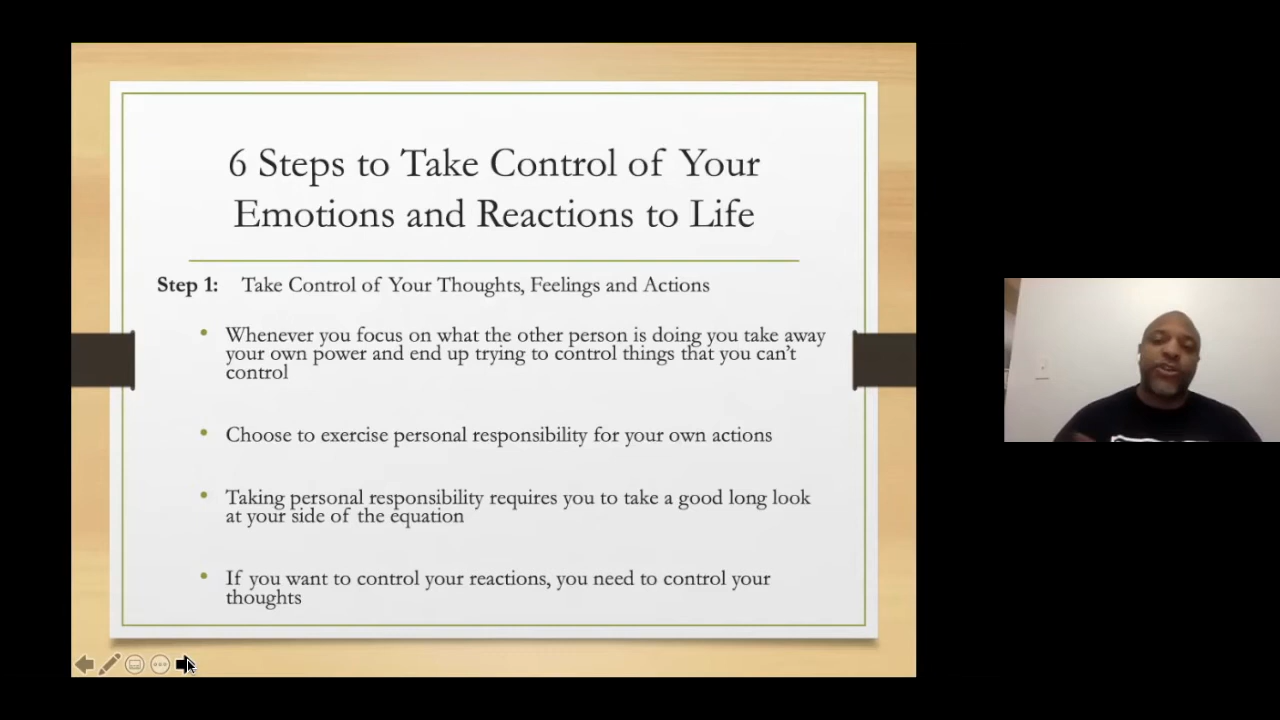 6 Steps to Take Control of Your
Emotions and Reactions to Life
Step 1: Take Control of Your Thoughts, Feelings and Actions
• Whenever you focus on what the other person is doing you take away
your own power and end up trying to control things that you can’t
control
• Choose to exercise personal responsibility for your own actions
• Taking personal responsibility requires you to take a good long look
at your side of the equation
• If you want to control your reactions, you need to control your
thoughts